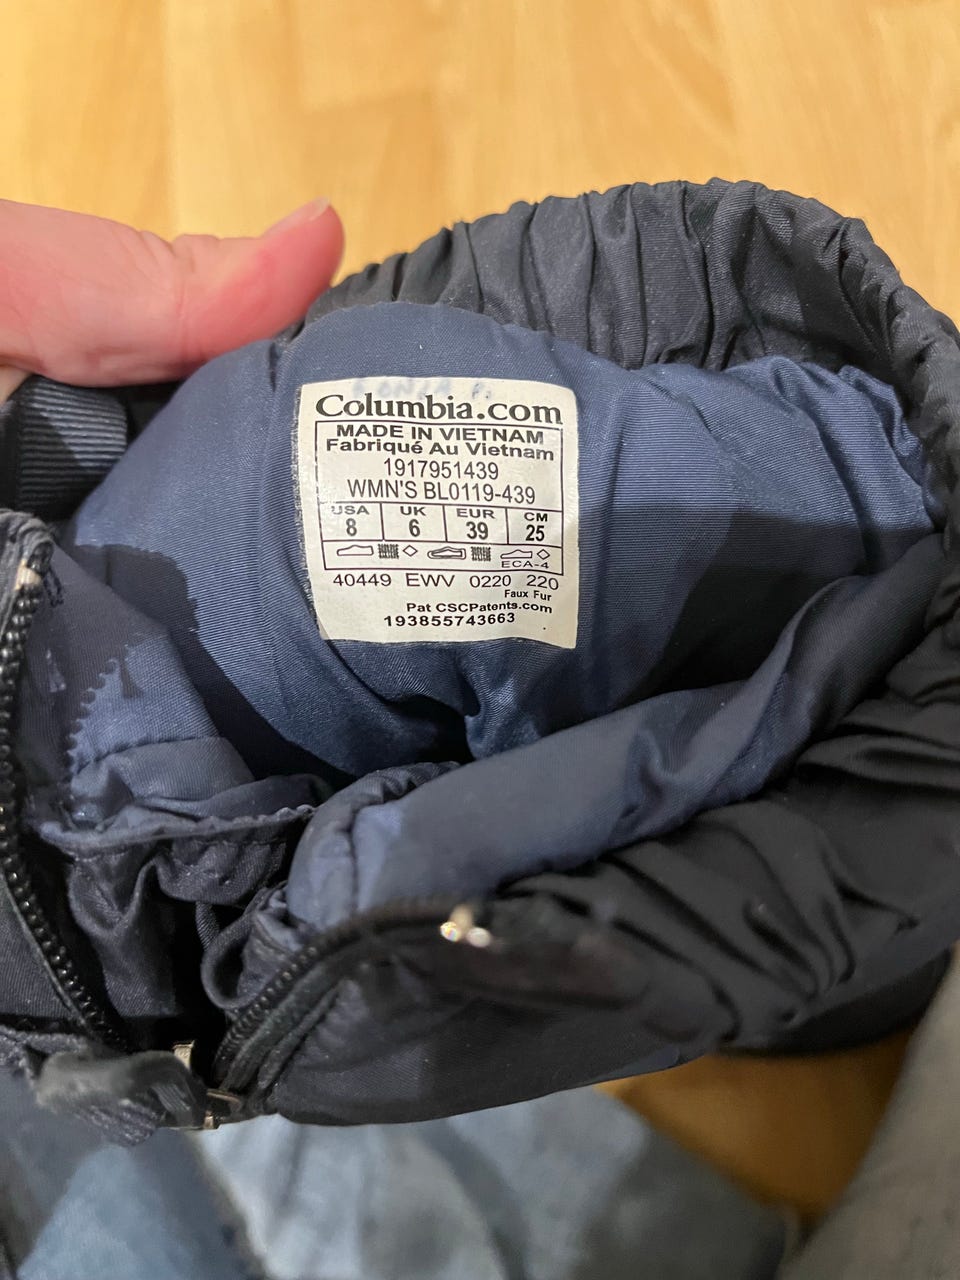 Columbia.com
MADE IN VIETNAM
Fabriqué Au Vietnam
1917951439
WMN'S BL0119-439
USA UK EUR CM
8 6 39 25
ECA-4
40449 EWV 0220 220
Faux Fur
Pat CSCPatents.com
193855743663